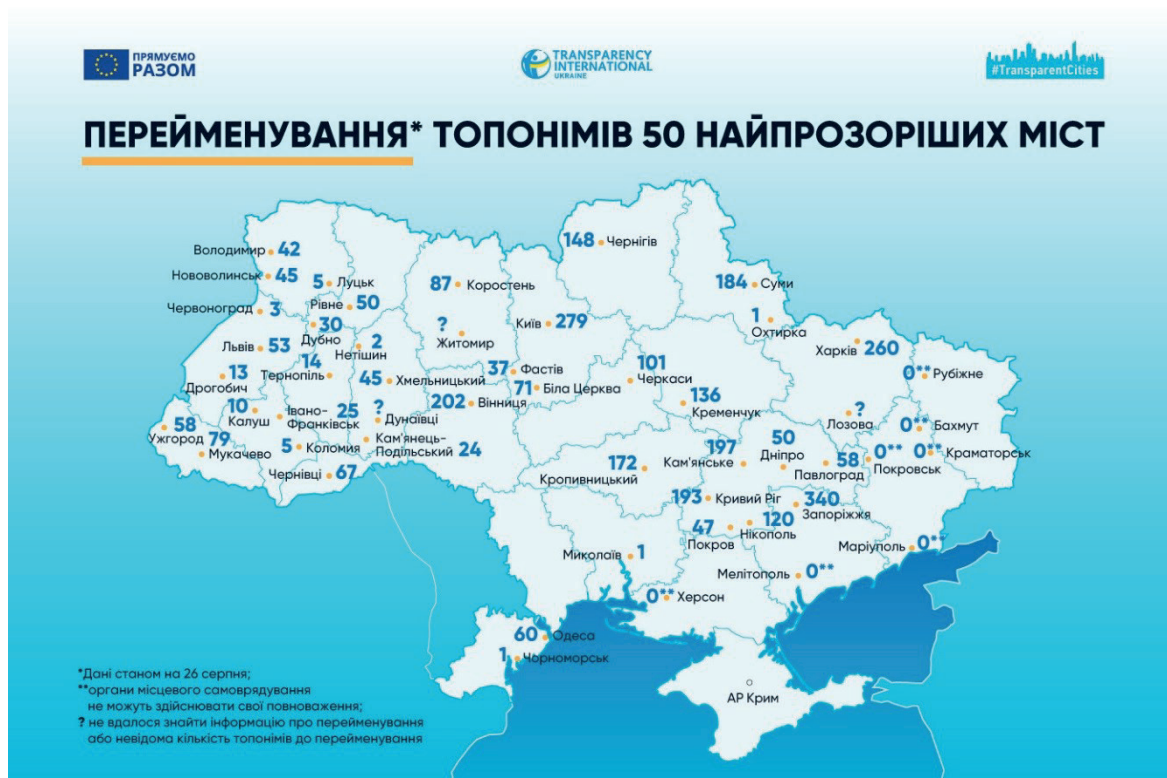 ПРЯМУЄМО
РАЗОМ
TRANSPARENCY
INTERNATIONAL
UKRAINE
#TransparentCities
ПЕРЕЙМЕНУВАННЯ* ТОПОНІМІВ 50 НАЙПРОЗОРІШИХ МІСТ
Володимир 42
Нововолинськ 45
5 Луцьк
Червоноград 3
Рівне 50
30
Дубно
2
Нетішин
Львів 53
14
Тернопіль
13
Дрогобич
10
Калуш
Івано-
Франківськ
25
58
Ужгород
79
Мукачево
5 Коломия
Чернівці 67
87 Коростень
?
Житомир
Київ 279
148 Чернігів
184 Суми
1
Охтирка
Харків 260
0** Рубіжне
37 Фастів
71 Біла Церква
101
Черкаси
136
Кременчук
45 Хмельницький
202 Вінниця
?
Дунаївці
Кам'янець-
Подільський 24
?
Лозова
0**
Бахмут
0**
Краматорськ
0**
Покровськ
172
Кропивницький
197
Кам'янське
50
Дніпро
58
Павлоград
193 Кривий Ріг
340
Запоріжжя
47
Покров
120
Нікополь
Миколаїв 1
Маріуполь 0**
Мелітополь 0**
0** Херсон
60 Одеса
1 Чорноморськ
АР Крим
*Дані станом на 26 серпня;
**органи місцевого самоврядування
не можуть здійснювати свої повноваження;
? не вдалося знайти інформацію про перейменування
або невідома кількість топонімів до перейменування